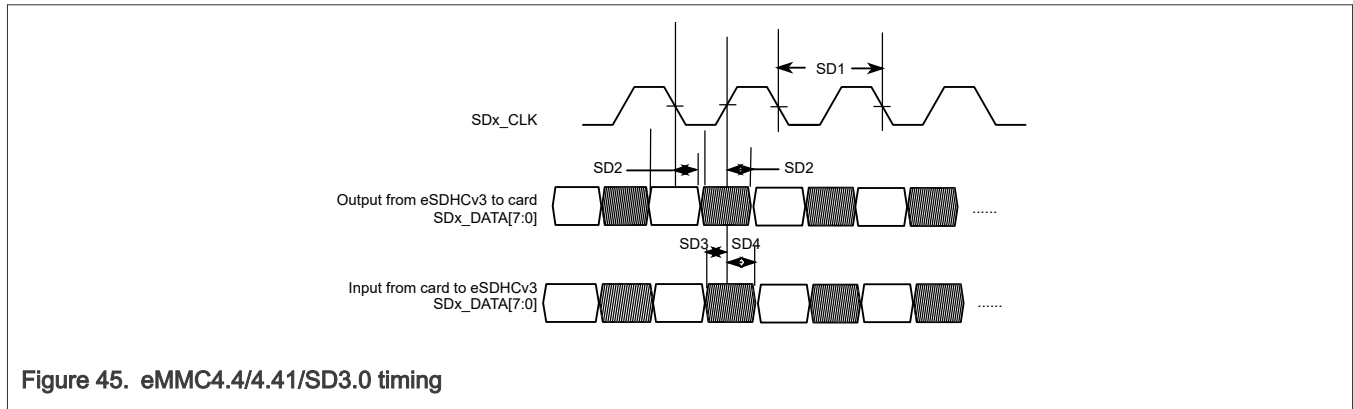 SD1
SDx_CLK
SD2
SD2
Output from eSDHCv3 to card
SDx_DATA[7:0]
......
SD3
SD4
Input from card to eSDHCv3
SDx_DATA[7:0]
......
Figure 45. eMMC4.4/4.41/SD3.0 timing